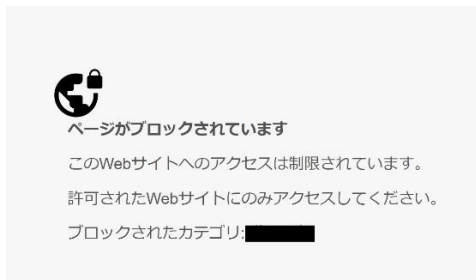 ページがブロックされています
このWebサイトへのアクセスは制限されています。
許可されたWebサイトにのみアクセスしてください。
ブロックされたカテゴリ: